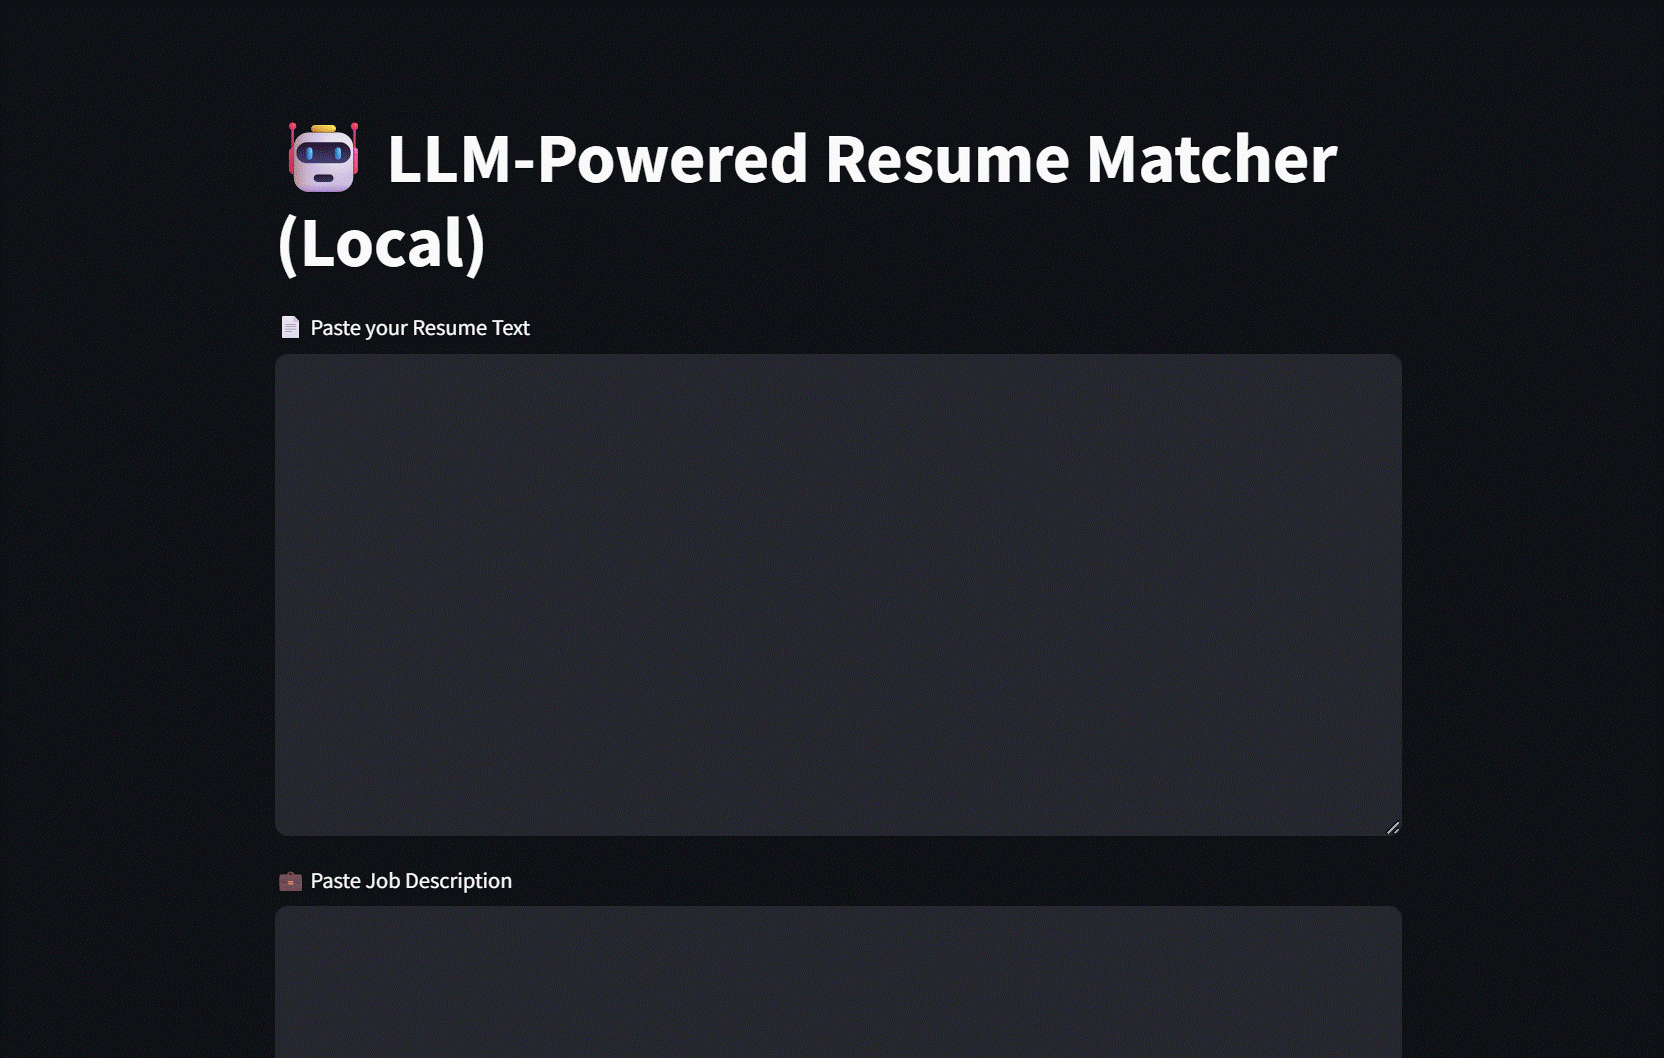 🤖 LLM-Powered Resume Matcher
(Local)
📄 Paste your Resume Text
💼 Paste Job Description